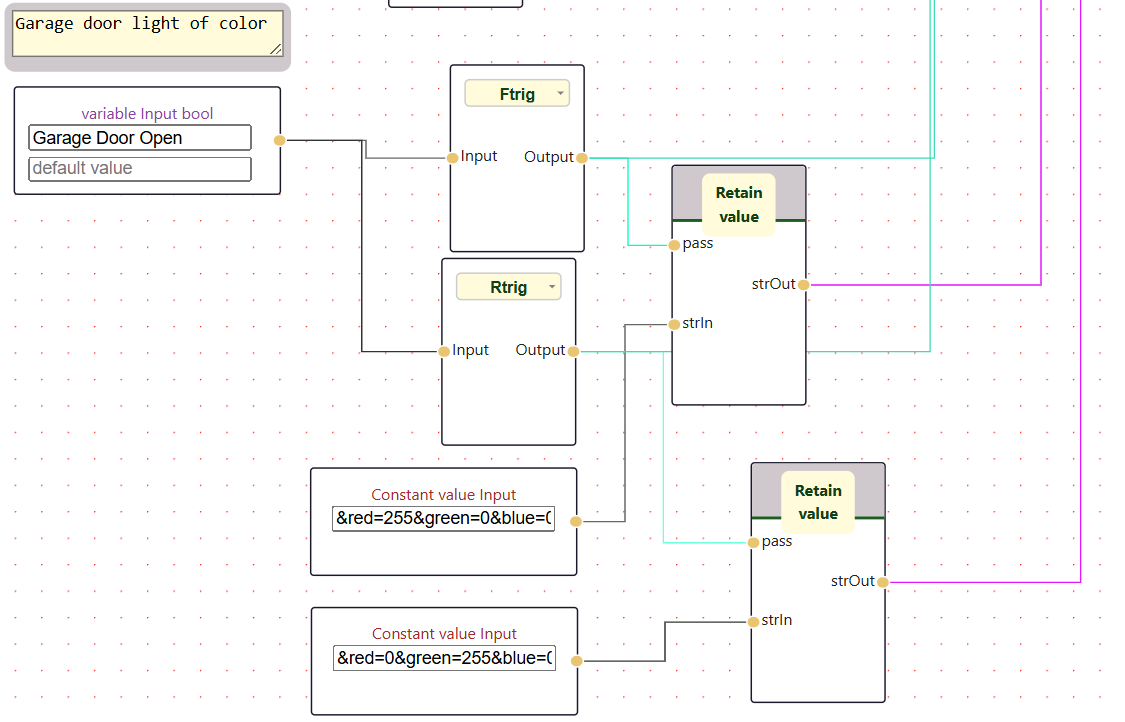 Garage door light of color
variable Input bool
Garage Door Open
default value
Ftrig
Input
Output
Retain
value
pass
strOut
strIn
Rtrig
Input
Output
Constant value Input
&red=255&green=0&blue=0
Retain
value
pass
strOut
strIn
Constant value Input
&red=0&green=255&blue=0